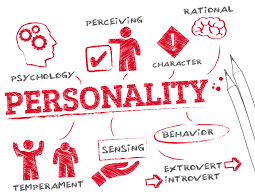 PERCEIVING
RATIONAL
PSYCHOLOGY
CHARACTER
PERSONALITY
TEMPERAMENT
SENSING
BEHAVIOR
EXTROVERT
INTROVERT